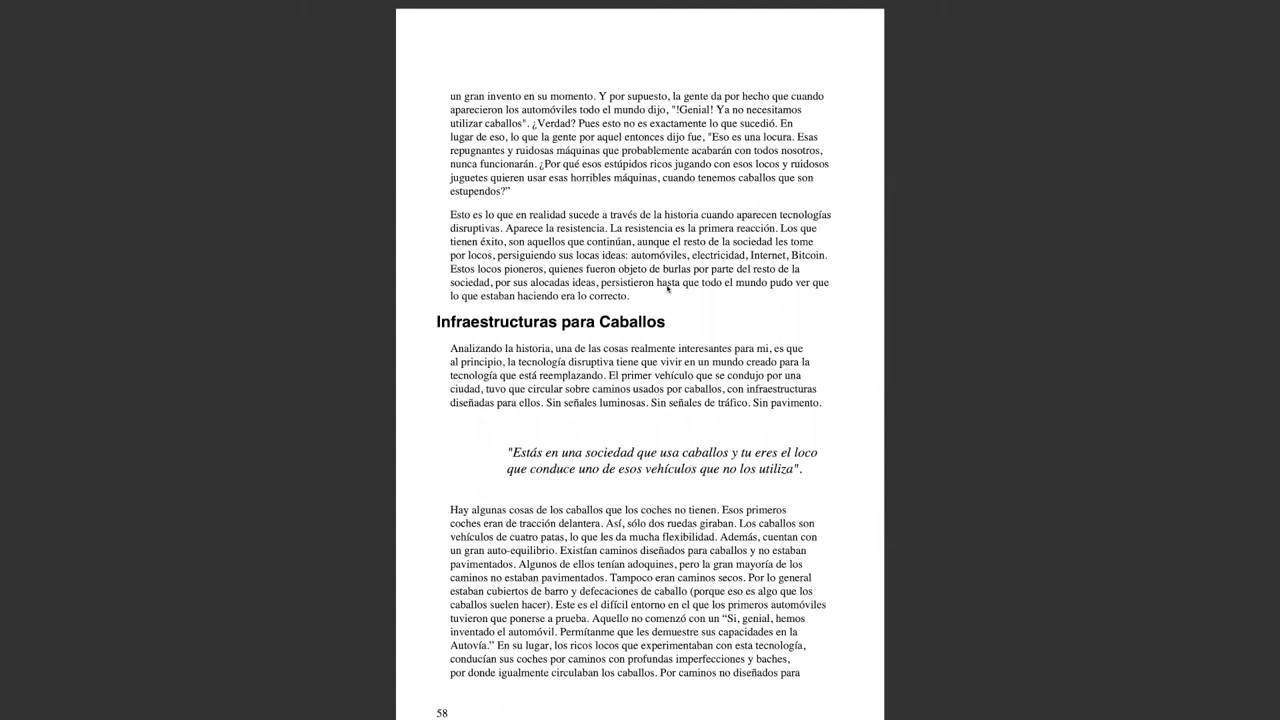 un gran invento en su momento. Y por supuesto, la gente da por hecho que cuando
aparecieron los automóviles todo el mundo dijo, "!Genial! Ya no necesitamos
utilizar caballos". ¿Verdad? Pues esto no es exactamente lo que sucedió. En
lugar de eso, lo que la gente por aquel entonces dijo fue, "Eso es una locura. Esas
repugnantes y ruidosas máquinas que probablemente acabarán con todos nosotros,
nunca funcionarán. ¿Por qué esos estúpidos ricos jugando con esos locos y ruidosos
juguetes quieren usar esas horribles máquinas, cuando tenemos caballos que son
estupendos?”
Esto es lo que en realidad sucede a través de la historia cuando aparecen tecnologías
disruptivas. Aparece la resistencia. La resistencia es la primera reacción. Los que
tienen éxito, son aquellos que continúan, aunque el resto de la sociedad les tome
por locos, persiguiendo sus locas ideas: automóviles, electricidad, Internet, Bitcoin.
Estos locos pioneros, quienes fueron objeto de burlas por parte del resto de la
sociedad, por sus alocadas ideas, persistieron hasta que todo el mundo pudo ver que
lo que estaban haciendo era lo correcto.
Infraestructuras para Caballos
Analizando la historia, una de las cosas realmente interesantes para mi, es que
al principio, la tecnología disruptiva tiene que vivir en un mundo creado para la
tecnología que está reemplazando. El primer vehículo que se condujo por una
ciudad, tuvo que circular sobre caminos usados por caballos, con infraestructuras
diseñadas para ellos. Sin señales luminosas. Sin señales de tráfico. Sin pavimento.
"Estás en una sociedad que usa caballos y tu eres el loco
que conduce uno de esos vehículos que no los utiliza".
Hay algunas cosas de los caballos que los coches no tienen. Esos primeros
coches eran de tracción delantera. Así, sólo dos ruedas giraban. Los caballos son
vehículos de cuatro patas, lo que les da mucha flexibilidad. Además, cuentan con
un gran auto-equilibrio. Existían caminos diseñados para caballos y no estaban
pavimentados. Algunos de ellos tenían adoquines, pero la gran mayoría de los
caminos no estaban pavimentados. Tampoco eran caminos secos. Por lo general
estaban cubiertos de barro y defecaciones de caballo (porque eso es algo que los
caballos suelen hacer). Este es el difícil entorno en el que los primeros automóviles
tuvieron que ponerse a prueba. Aquello no comenzó con un “Si, genial, hemos
inventado el automóvil. Permítanme que les demuestre sus capacidades en la
Autovía.” En su lugar, los ricos locos que experimentaban con esta tecnología,
conducían sus coches por caminos con profundas imperfecciones y baches,
por donde igualmente circulaban los caballos. Por caminos no diseñados para
58